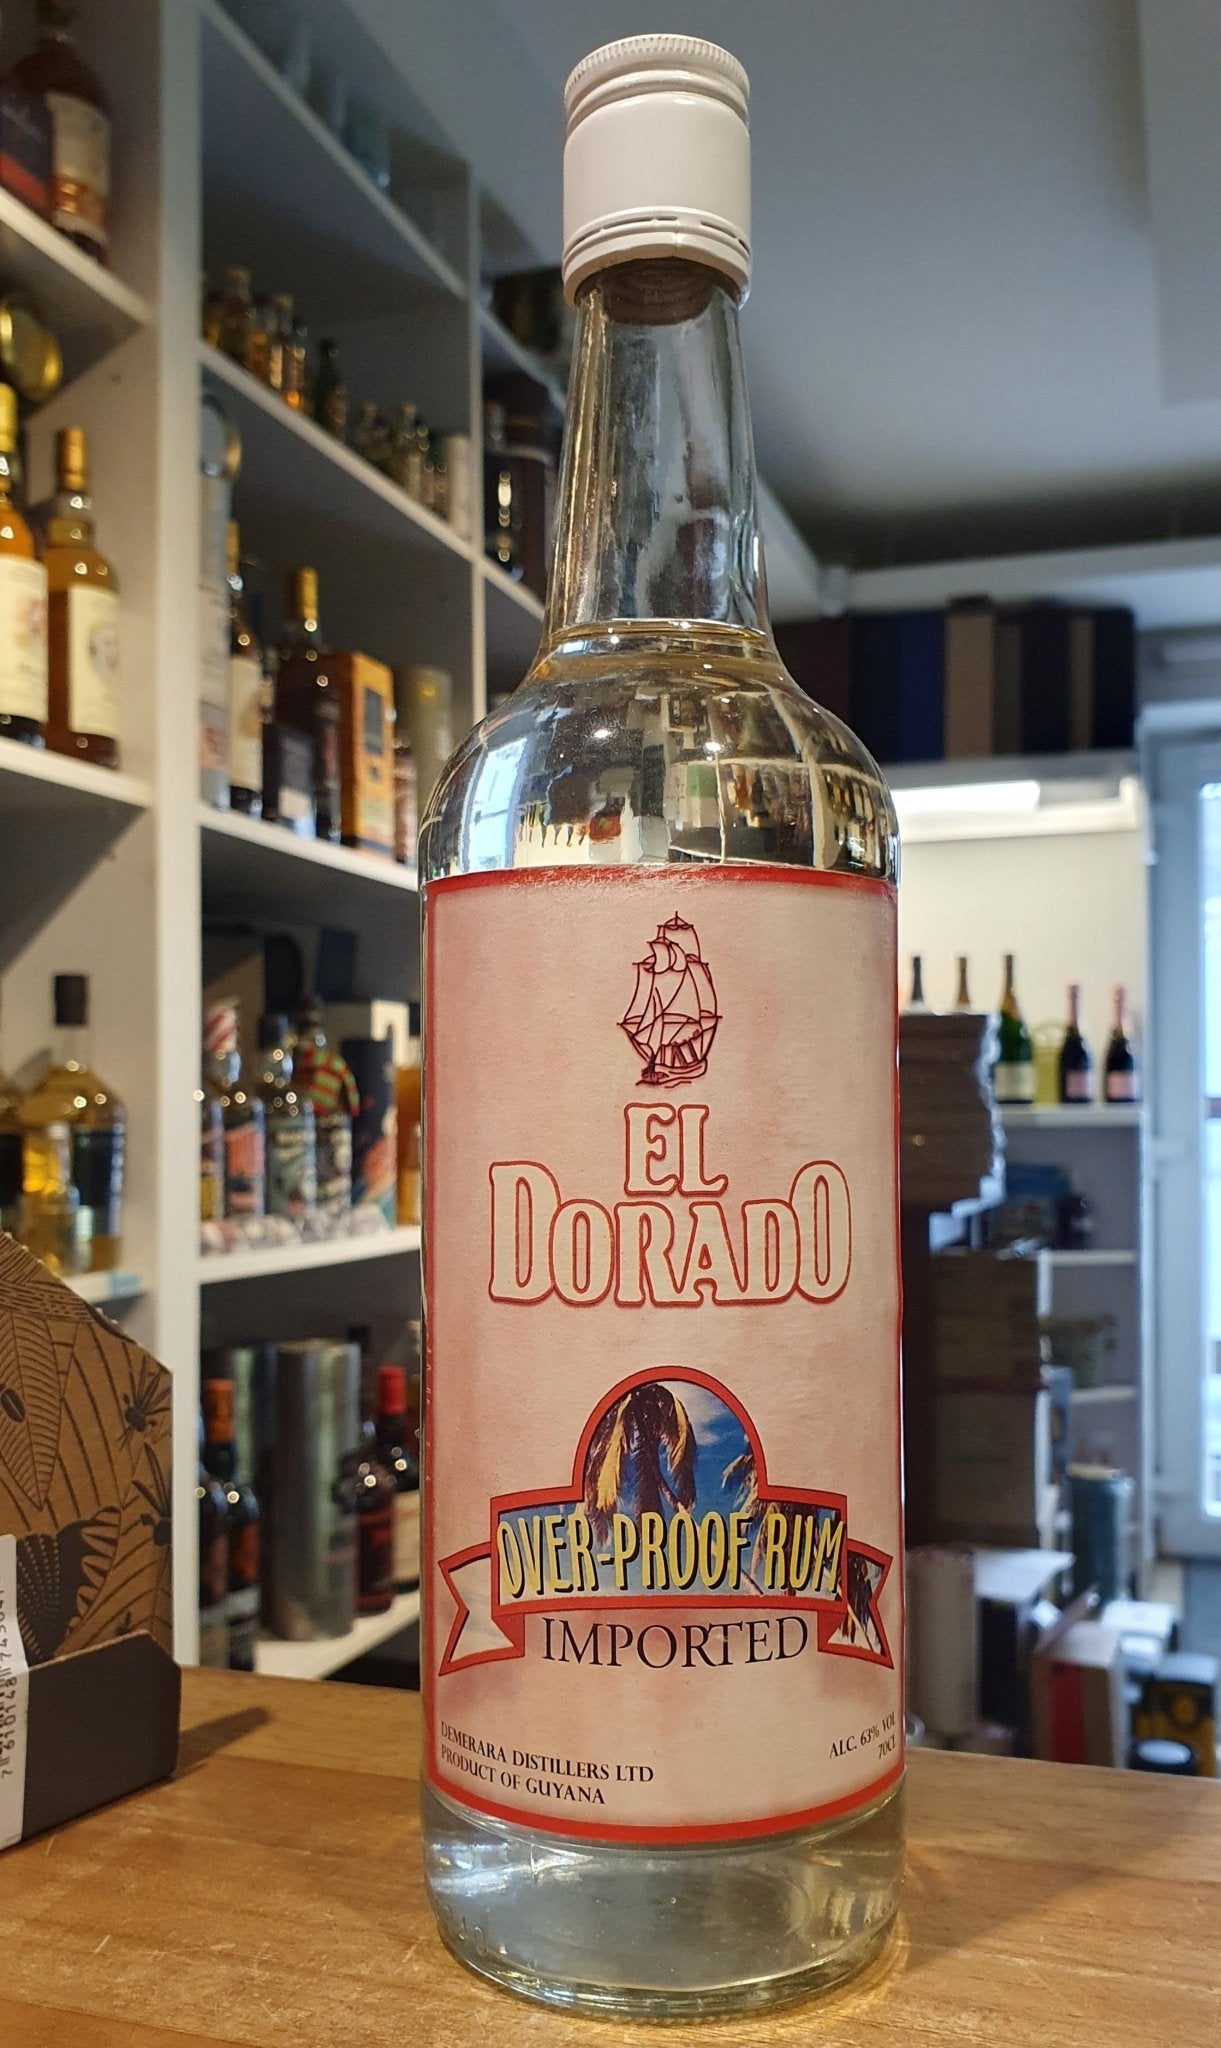 EL
DORADO
OVER-PROOF RUM
IMPORTED
DEMERARA DISTILLERS LTD
PRODUCT OF GUYANA
ALC. 63% VOL
70CL